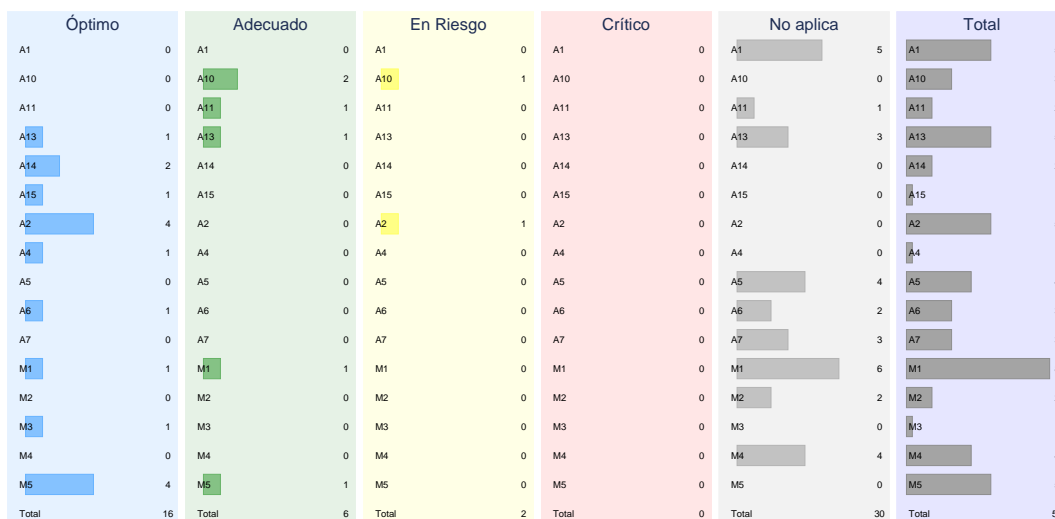 Óptimo Adecuado En Riesgo Crítico No aplica Total
A1 0 A1 0 A1 0 A1 0 A1 5 A1
A10 0 A10 2 A10 1 A10 0 A10 0 A10
A11 0 A11 1 A11 0 A11 0 A11 1 A11
A13 1 A13 1 A13 0 A13 0 A13 3 A13
A14 2 A14 0 A14 0 A14 0 A14 0 A14
A15 1 A15 0 A15 0 A15 0 A15 0 A15
A2 4 A2 0 A2 1 A2 0 A2 0 A2
A4 1 A4 0 A4 0 A4 0 A4 0 A4
A5 0 A5 0 A5 0 A5 0 A5 4 A5
A6 1 A6 0 A6 0 A6 0 A6 2 A6
A7 0 A7 0 A7 0 A7 0 A7 3 A7
M1 1 M1 1 M1 0 M1 0 M1 6 M1
M2 0 M2 0 M2 0 M2 0 M2 2 M2
M3 1 M3 0 M3 0 M3 0 M3 0 M3
M4 0 M4 0 M4 0 M4 0 M4 4 M4
M5 4 M5 1 M5 0 M5 0 M5 0 M5
Total 16 Total 6 Total 2 Total 0 Total 30 Total